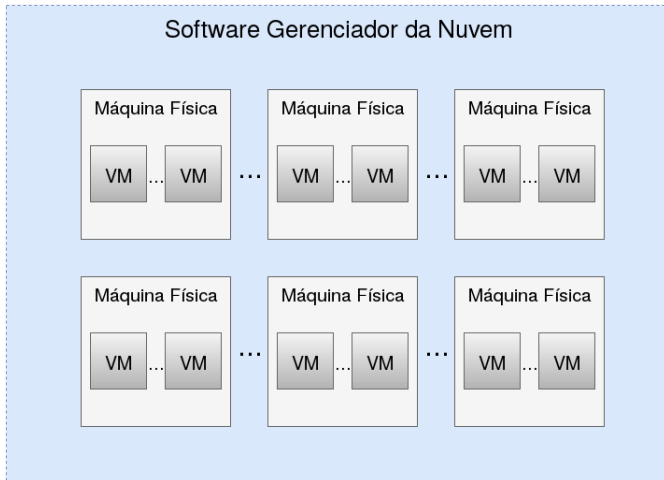 Software Gerenciador da Nuvem
Máquina Física Máquina Física Máquina Física
VM ... VM ... VM ... VM ... VM ... VM
Máquina Física Máquina Física Máquina Física
VM ... VM ... VM ... VM ... VM ... VM